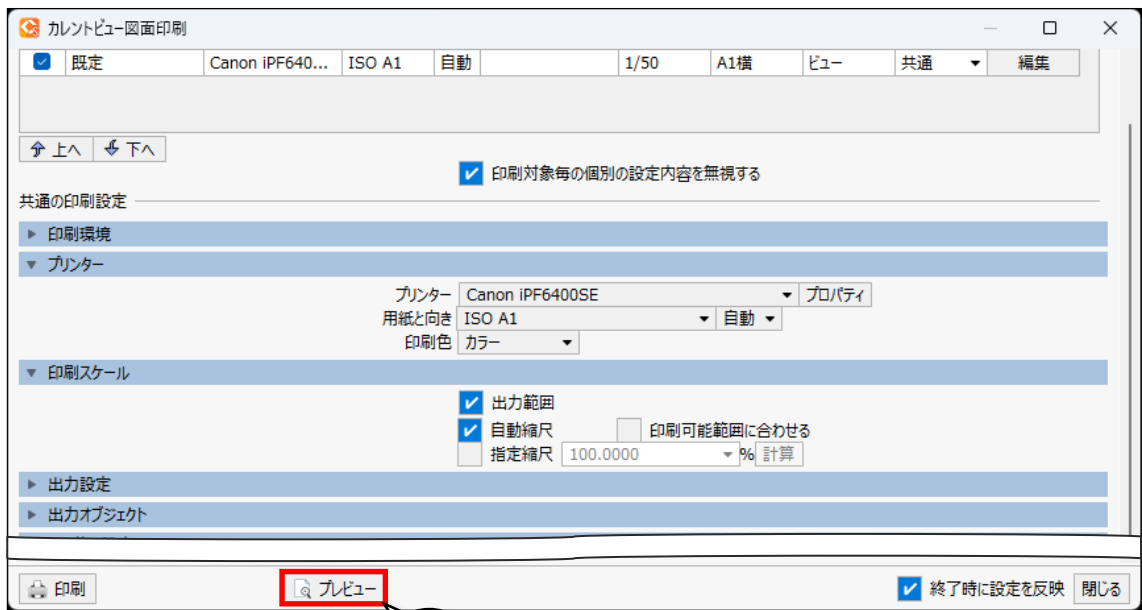 カレントビュー図面印刷
既定 Canon iPF640... ISO A1 自動 1/50 A1横 ビュー 共通 編集
上へ 下へ
印刷対象毎の個別の設定内容を無視する
共通の印刷設定
印刷環境
プリンター
プリンター Canon iPF6400SE プロパティ
用紙と向き ISO A1 自動
印刷色 カラー
印刷スケール
出力範囲
自動縮尺 印刷可能範囲に合わせる
指定縮尺 100.0000 % 計算
出力設定
出力オブジェクト
印刷 プレビュー 終了時に設定を反映 閉じる